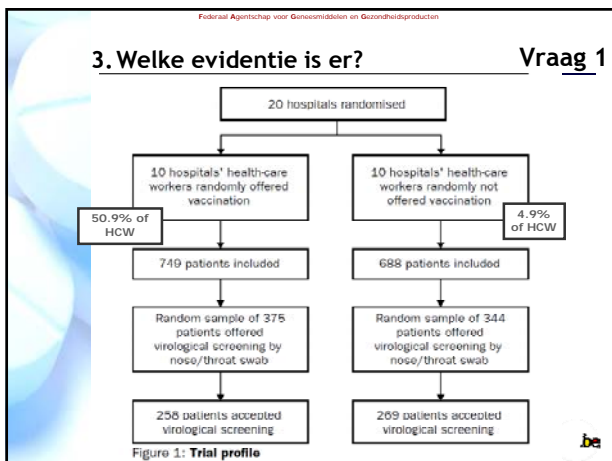 Federaal Agentschap voor Geneesmiddelen en Gezondheidsproducten
3. Welke evidentie is er?
Vraag 1
20 hospitals randomised
10 hospitals' health-care
workers randomly offered
vaccination
10 hospitals' health-care
workers randomly not
offered vaccination
50.9% of
HCW
4.9%
of HCW
749 patients included
688 patients included
Random sample of 375
patients offered
virological screening by
nose/throat swab
Random sample of 344
patients offered
virological screening by
nose/throat swab
258 patients accepted
virological screening
269 patients accepted
virological screening
Figure 1: Trial profile
.be